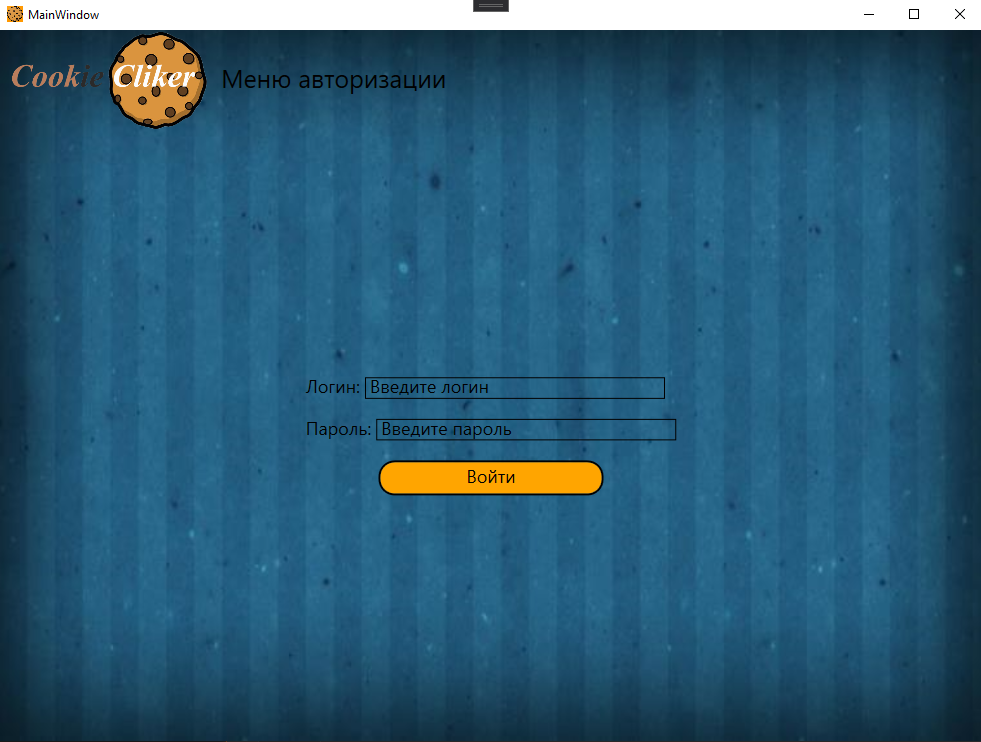 MainWindow
Cookie Cliker
Меню авторизации
Логин: Введите логин
Пароль: Введите пароль
Войти